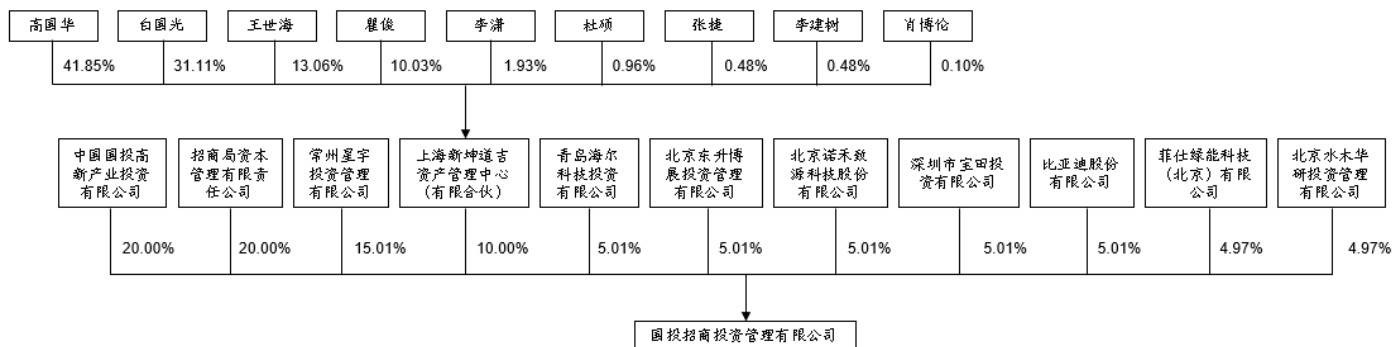 高国华
白国光
王世海
瞿俊
李潇
杜硕
张捷
李建树
肖博伦
41.85%
31.11%
13.06%
10.03%
1.93%
0.96%
0.48%
0.48%
0.10%
中国国投高
新产业投资
有限公司
招商局资本
管理有限责
任公司
常州星宇
投资管理
有限公司
上海新坤道吉
资产管理中心
(有限合伙)
青岛海尔
科技投资
有限公司
北京东升博
展投资管理
有限公司
北京诺禾致
源科技股份
有限公司
深圳市宝田投
资有限公司
比亚迪股份
有限公司
菲仕绿能科技
(北京)有限
公司
北京水木华
研投资管理
有限公司
20.00%
20.00%
15.01%
10.00%
5.01%
5.01%
5.01%
5.01%
5.01%
4.97%
4.97%
国投招商投资管理有限公司